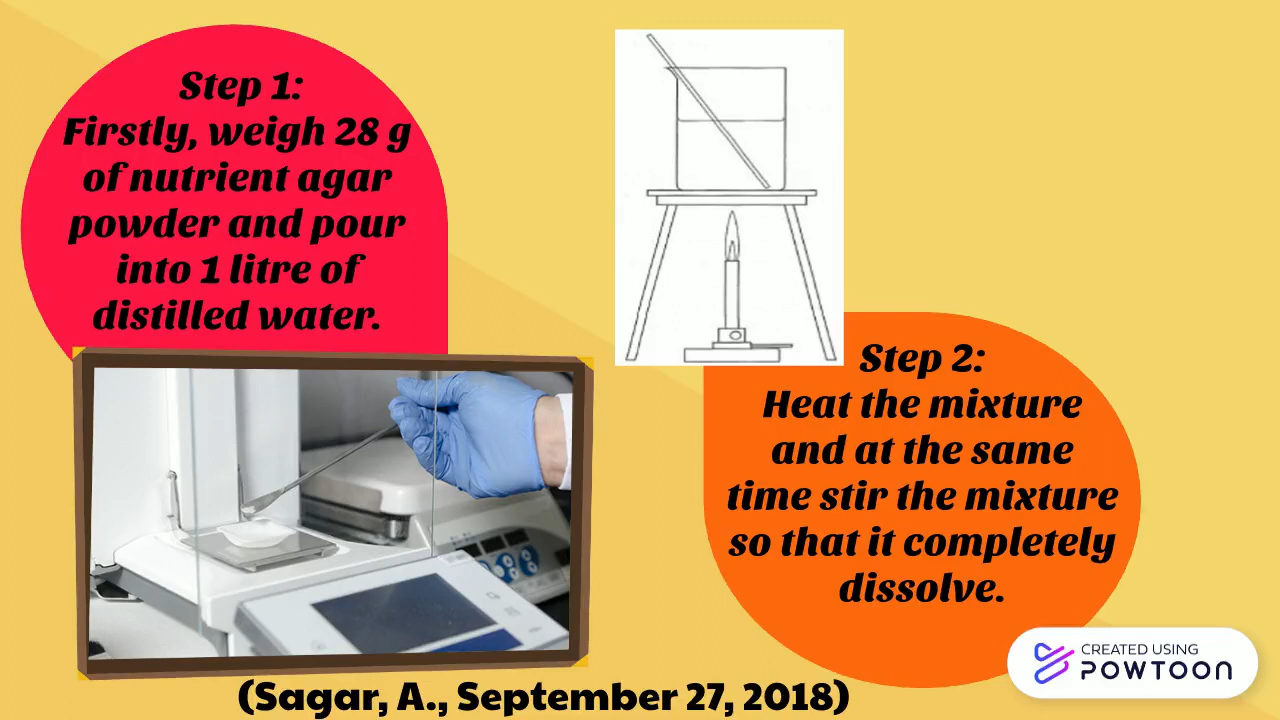 Step 1:
Firstly, weigh 28 g
of nutrient agar
powder and pour
into 1 litre of
distilled water.
Step 2:
Heat the mixture
and at the same
time stir the mixture
so that it completely
dissolve.
(Sagar, A., September 27, 2018)
CREATED USING
POWTOON